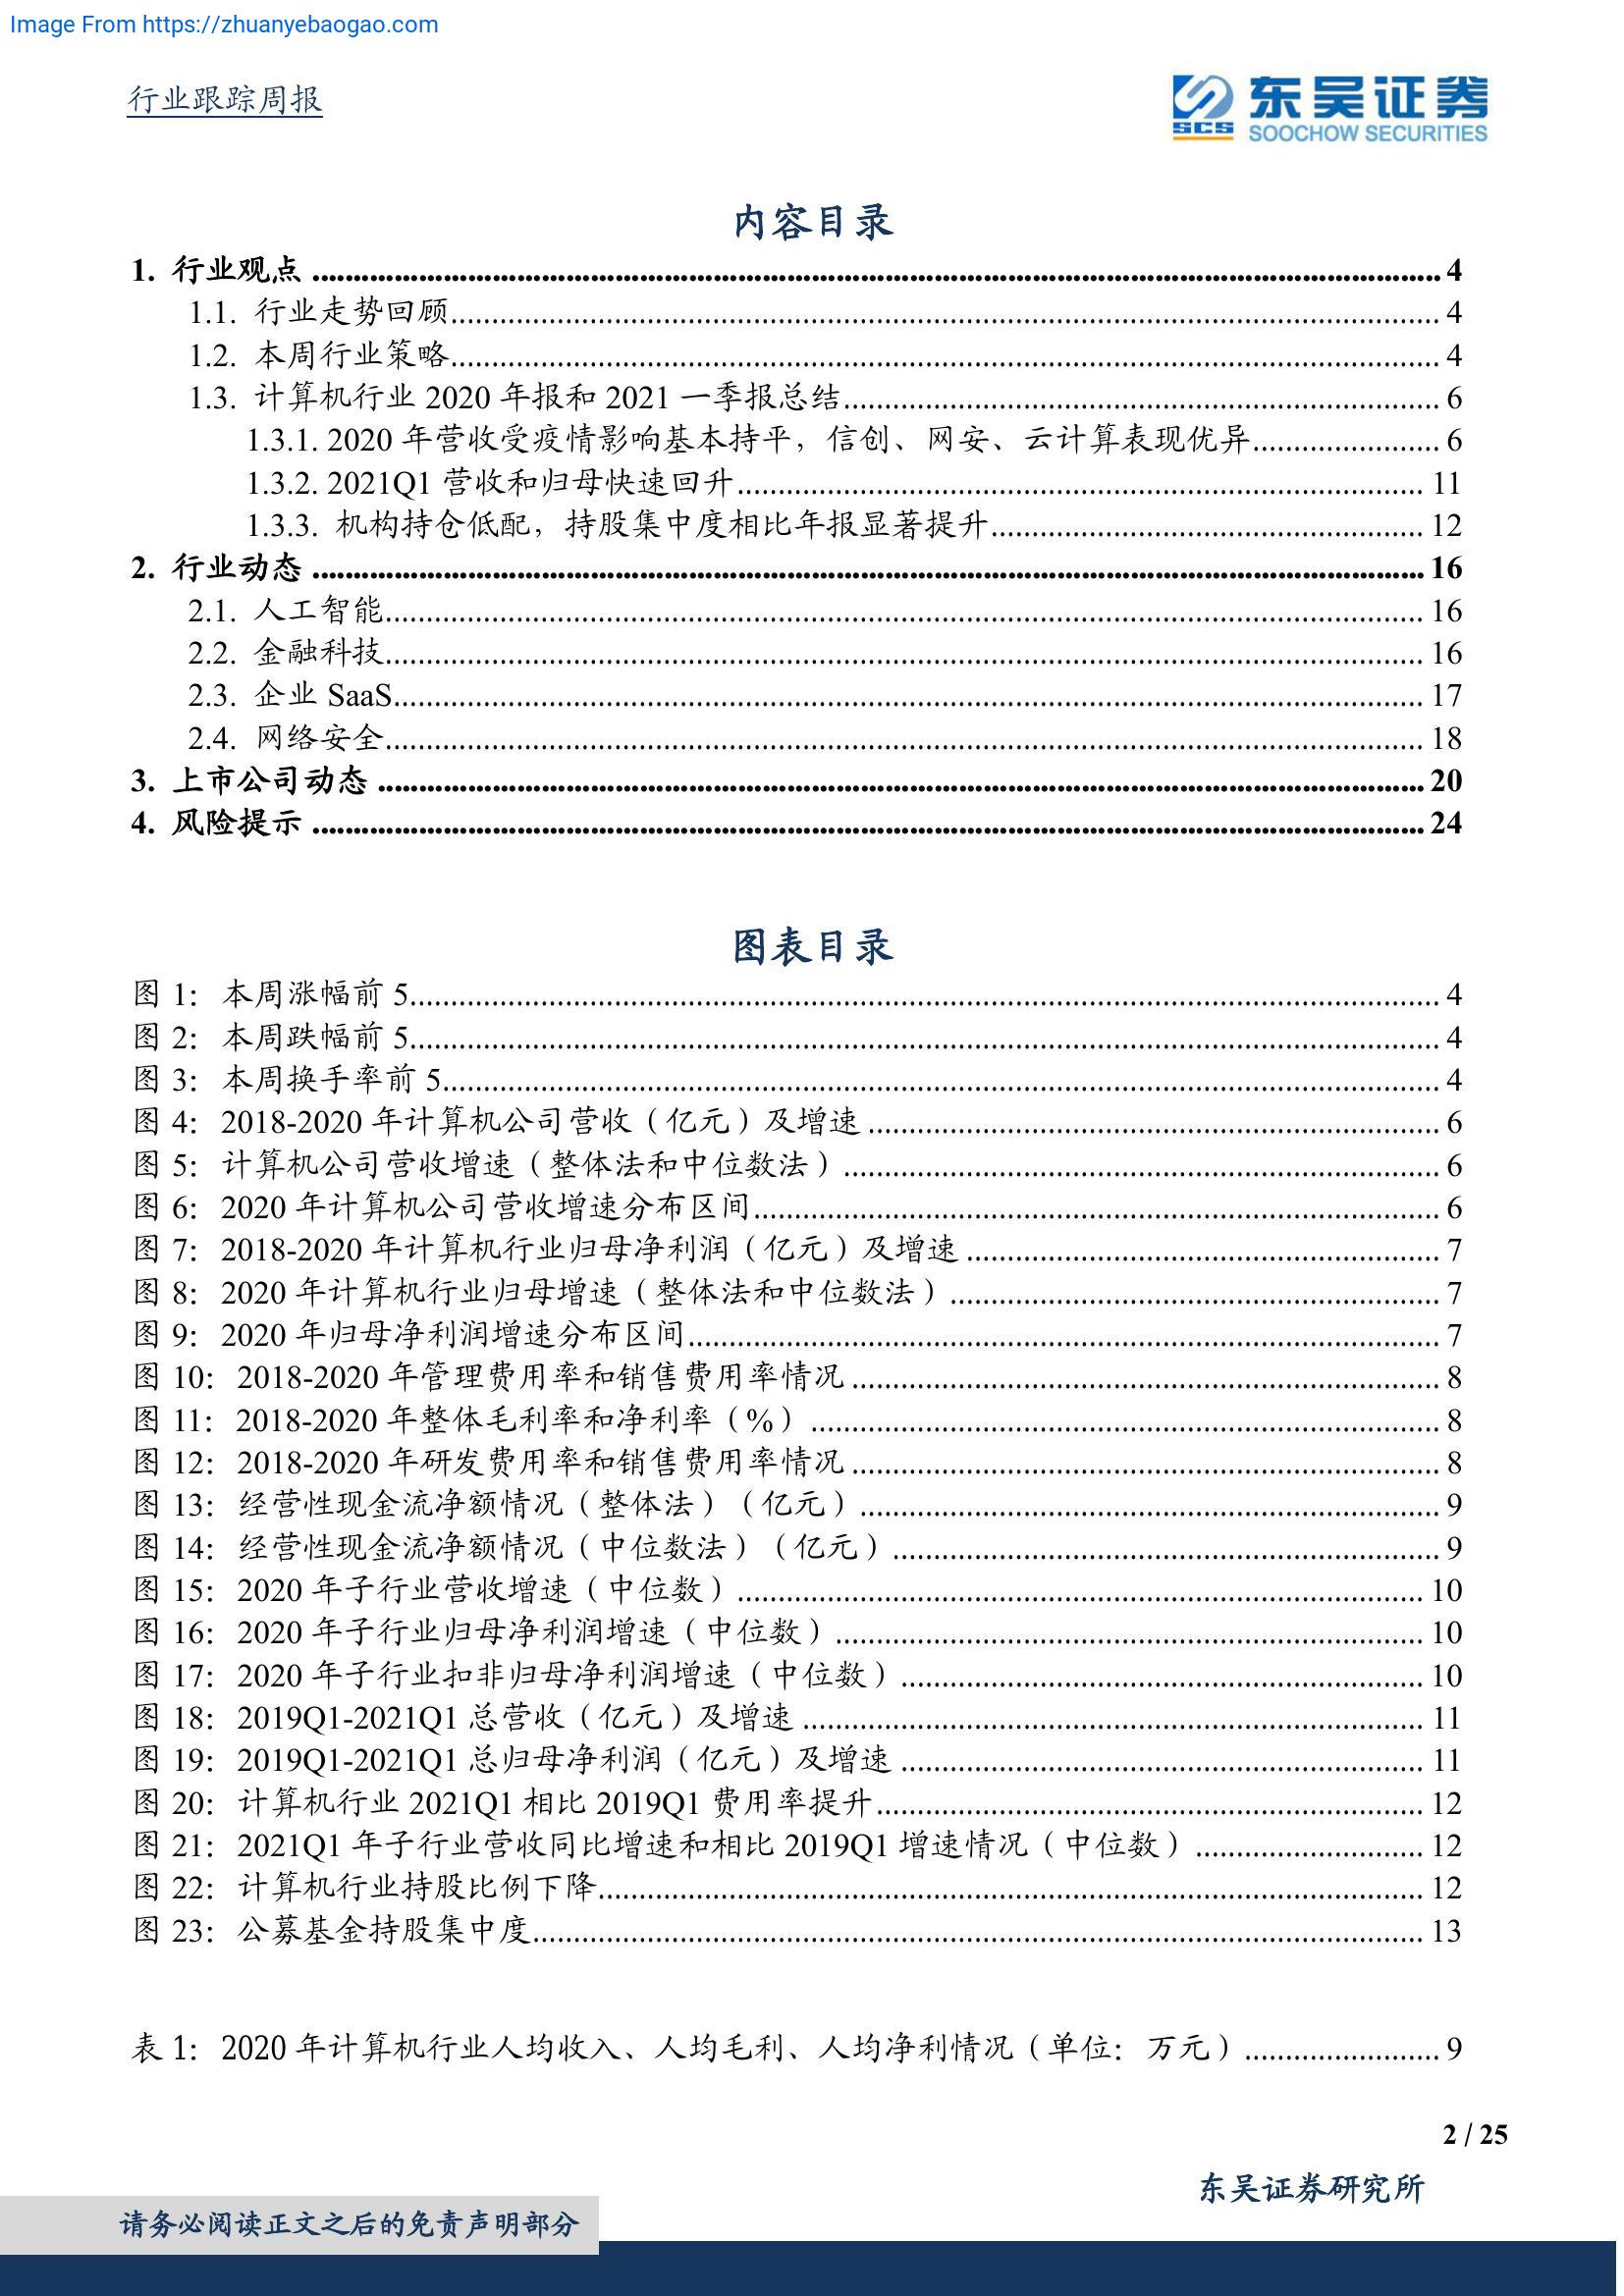 Image From https://zhuanyebaogao.com
行业跟踪周报
SCS 东吴证券
SOOCHOW SECURITIES
内容目录
1. 行业观点 4
1.1. 行业走势回顾 4
1.2. 本周行业策略 4
1.3. 计算机行业 2020 年报和 2021 一季报总结 6
1.3.1. 2020 年营收受疫情影响基本持平，信创、网安、云计算表现优异 6
1.3.2. 2021Q1 营收和归母快速回升 11
1.3.3. 机构持仓低配，持股集中度相比年报显著提升 12
2. 行业动态 16
2.1. 人工智能 16
2.2. 金融科技 16
2.3. 企业 SaaS 17
2.4. 网络安全 18
3. 上市公司动态 20
4. 风险提示 24
图表目录
图 1： 本周涨幅前 5 4
图 2： 本周跌幅前 5 4
图 3： 本周换手率前 5 4
图 4： 2018-2020 年计算机公司营收（亿元）及增速 6
图 5： 计算机公司营收增速（整体法和中位数法） 6
图 6： 2020 年计算机公司营收增速分布区间 6
图 7： 2018-2020 年计算机行业归母净利润（亿元）及增速 7
图 8： 2020 年计算机行业归母增速（整体法和中位数法） 7
图 9： 2020 年归母净利润增速分布区间 7
图 10： 2018-2020 年管理费用率和销售费用率情况 8
图 11： 2018-2020 年整体毛利率和净利率（%） 8
图 12： 2018-2020 年研发费用率和销售费用率情况 8
图 13： 经营性现金流净额情况（整体法）（亿元） 9
图 14： 经营性现金流净额情况（中位数法）（亿元） 9
图 15： 2020 年子行业营收增速（中位数） 10
图 16： 2020 年子行业归母净利润增速（中位数） 10
图 17： 2020 年子行业扣非归母净利润增速（中位数） 10
图 18： 2019Q1-2021Q1 总营收（亿元）及增速 11
图 19： 2019Q1-2021Q1 总归母净利润（亿元）及增速 11
图 20： 计算机行业 2021Q1 相比 2019Q1 费用率提升 12
图 21： 2021Q1 年子行业营收同比增速和相比 2019Q1 增速情况（中位数） 12
图 22： 计算机行业持股比例下降 12
图 23： 公募基金持股集中度 13
表 1： 2020 年计算机行业人均收入、人均毛利、人均净利情况（单位： 万元） 9
2 / 25
东吴证券研究所
请务必阅读正文之后的免责声明部分